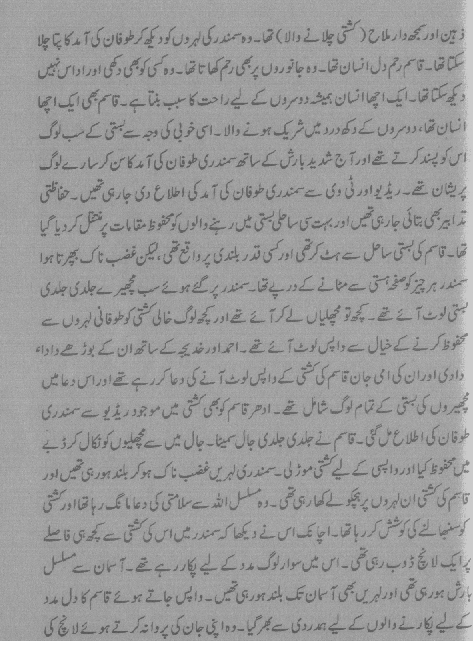 ذہین اور سمجھ دار ملاح (کشتی چلانے والا) تھا۔ وہ سمندر کی لہروں کو دیکھ کر طوفان کی آمد کا پتا چلا
سکتا تھا۔ قاسم رحم دل انسان تھا۔ وہ جانوروں پر بھی رحم کھاتا تھا۔ وہ کسی کو بھی دکھی اور اداس نہیں
دیکھ سکتا تھا۔ ایک اچھا انسان ہمیشہ دوسروں کے لیے راحت کا سبب بنتا ہے۔ قاسم بھی ایک اچھا
انسان تھا، دوسروں کے دکھ درد میں شریک ہونے والا۔ اسی خوبی کی وجہ سے بستی کے سب لوگ
اس کو پسند کرتے تھے اور آج شدید بارش کے ساتھ سمندری طوفان کی آمد کا سن کر سارے لوگ
پریشان تھے۔ ریڈیو اور ٹی وی سے سمندری طوفان کی آمد کی اطلاع دی جا رہی تھیں۔ حفاظتی
تدابیر بھی بتائی جا رہی تھیں اور بہت سی ساحلی بستی میں رہنے والوں کو محفوظ مقامات پر منتقل کر دیا گیا
تھا۔ قاسم کی بستی ساحل سے ہٹ کر تھی اور کسی قدر بلندی پر واقع تھی، لیکن غضب ناک بپھرتا ہوا
سمندر ہر چیز کو صفحہ ہستی سے مٹانے کے درپے تھا۔ سمندر پر گئے ہوئے سب مچھیرے جلدی جلدی
بستی لوٹ آئے تھے۔ کچھ تو مچھلیاں لے کر آئے تھے اور کچھ لوگ خالی کشتی کو طوفانی لہروں سے
محفوظ کرنے کے خیال سے واپس لوٹ آئے تھے۔ احمد اور خدیجہ کے ساتھ ان کے بوڑھے دادا،
دادی اور ان کی امی جان قاسم کی کشتی کے واپس لوٹ آنے کی دعا کر رہے تھے اور اس دعا میں
مچھیروں کی بستی کے تمام لوگ شامل تھے۔ ادھر قاسم کو بھی کشتی میں موجود ریڈیو سے سمندری
طوفان کی اطلاع مل گئی۔ قاسم نے جلدی جلدی جال سمیٹا۔ جال میں سے مچھلیوں کو نکال کر ڈبے
میں محفوظ کیا اور واپسی کے لیے کشتی موڑ لی۔ سمندری لہریں غضب ناک ہو کر بلند ہو رہی تھیں اور
قاسم کی کشتی ان لہروں پر ہچکولے کھا رہی تھی۔ وہ مسلسل اللہ سے سلامتی کی دعا مانگ رہا تھا اور کشتی
کو سنبھالنے کی کوشش کر رہا تھا۔ اچانک اس نے دیکھا کہ سمندر میں اس کی کشتی سے کچھ ہی فاصلے
پر ایک لانچ ڈوب رہی تھی۔ اس میں سوار لوگ مدد کے لیے پکار رہے تھے۔ آسمان سے مسلسل
بارش ہو رہی تھی اور لہریں بھی آسمان تک بلند ہو رہی تھیں۔ واپس جاتے ہوئے قاسم کا دل مدد
کے لیے پکارنے والوں کے لیے ہمدردی سے بھر گیا۔ وہ اپنی جان کی پروا نہ کرتے ہوئے لانچ کی